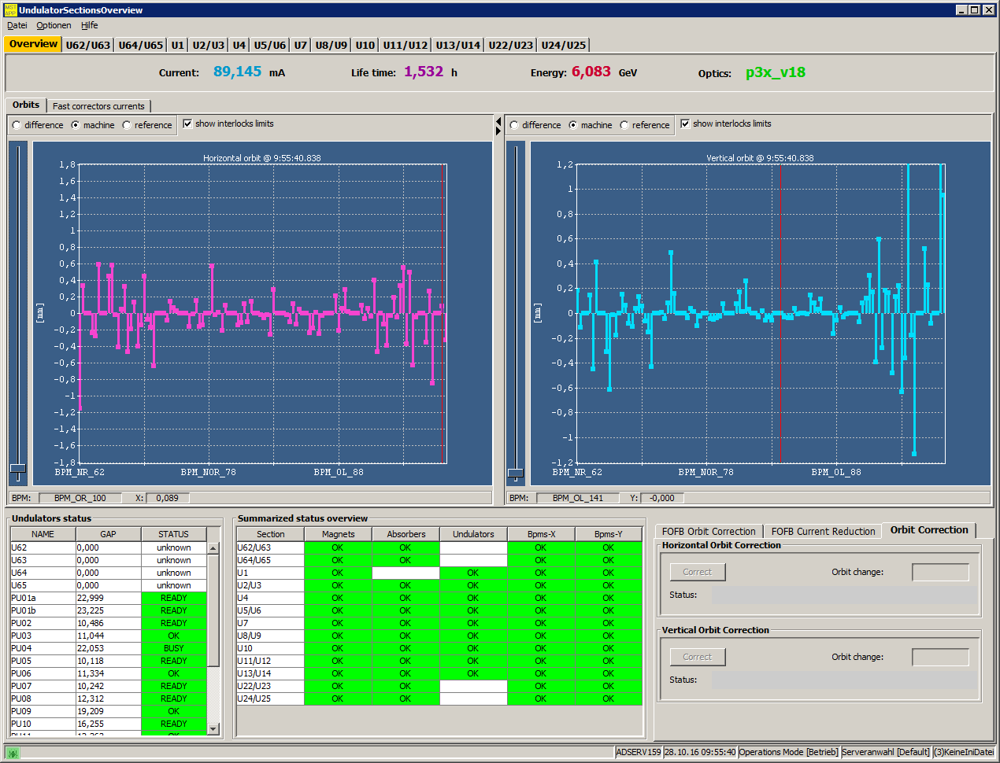 MST APP UndulatorSectionsOverview
Datei Optionen Hilfe
Overview U62/U63 U64/U65 U1 U2/U3 U4 U5/U6 U7 U8/U9 U10 U11/U12 U13/U14 U22/U23 U24/U25
Current: 89,145 mA Life time: 1,532 h Energy: 6,083 GeV Optics: p3x_v18
Orbits Fast correctors currents
difference machine reference show interlocks limits
Horizontal orbit @ 9:55:40.838
1,8
1,6
1,4
1,2
1
0,8
0,6
0,4
0,2
0
-0,2
-0,4
-0,6
-0,8
-1
-1,2
-1,4
-1,6
-1,8
[mm]
BPM_NR_62 BPM_NOR_78 BPM_OL_88
BPM: BPM_OR_100 X: 0,089
difference machine reference show interlocks limits
Vertical orbit @ 9:55:40.838
1,2
1
0,8
0,6
0,4
0,2
0
-0,2
-0,4
-0,6
-0,8
-1
-1,2
[mm]
BPM_NR_62 BPM_NOR_78 BPM_OL_88
BPM: BPM_OL_141 Y: -0,000
Undulators status
NAME GAP STATUS
U62 0,000 unknown
U63 0,000 unknown
U64 0,000 unknown
U65 0,000 unknown
PU01a 22,999 READY
PU01b 23,225 READY
PU02 10,486 READY
PU03 11,044 OK
PU04 22,053 BUSY
PU05 10,118 READY
PU06 11,334 OK
PU07 10,242 READY
PU08 12,312 READY
PU09 19,209 OK
PU10 16,255 READY
Summarized status overview
Section Magnets Absorbers Undulators Bpms-X Bpms-Y
U62/U63 OK OK OK OK
U64/U65 OK OK OK OK
U1 OK OK OK OK
U2/U3 OK OK OK OK OK
U4 OK OK OK OK OK
U5/U6 OK OK OK OK OK
U7 OK OK OK OK OK
U8/U9 OK OK OK OK OK
U10 OK OK OK OK OK
U11/U12 OK OK OK OK OK
U13/U14 OK OK OK OK OK
U22/U23 OK OK OK OK
U24/U25 OK OK OK OK
FOFB Orbit Correction FOFB Current Reduction Orbit Correction
Horizontal Orbit Correction
Correct Orbit change:
Status:
Vertical Orbit Correction
Correct Orbit change:
Status:
ADSERV159 28.10.16 09:55:40 Operations Mode [Betrieb] Serveranwahl [Default] (3)KeineIniDatei